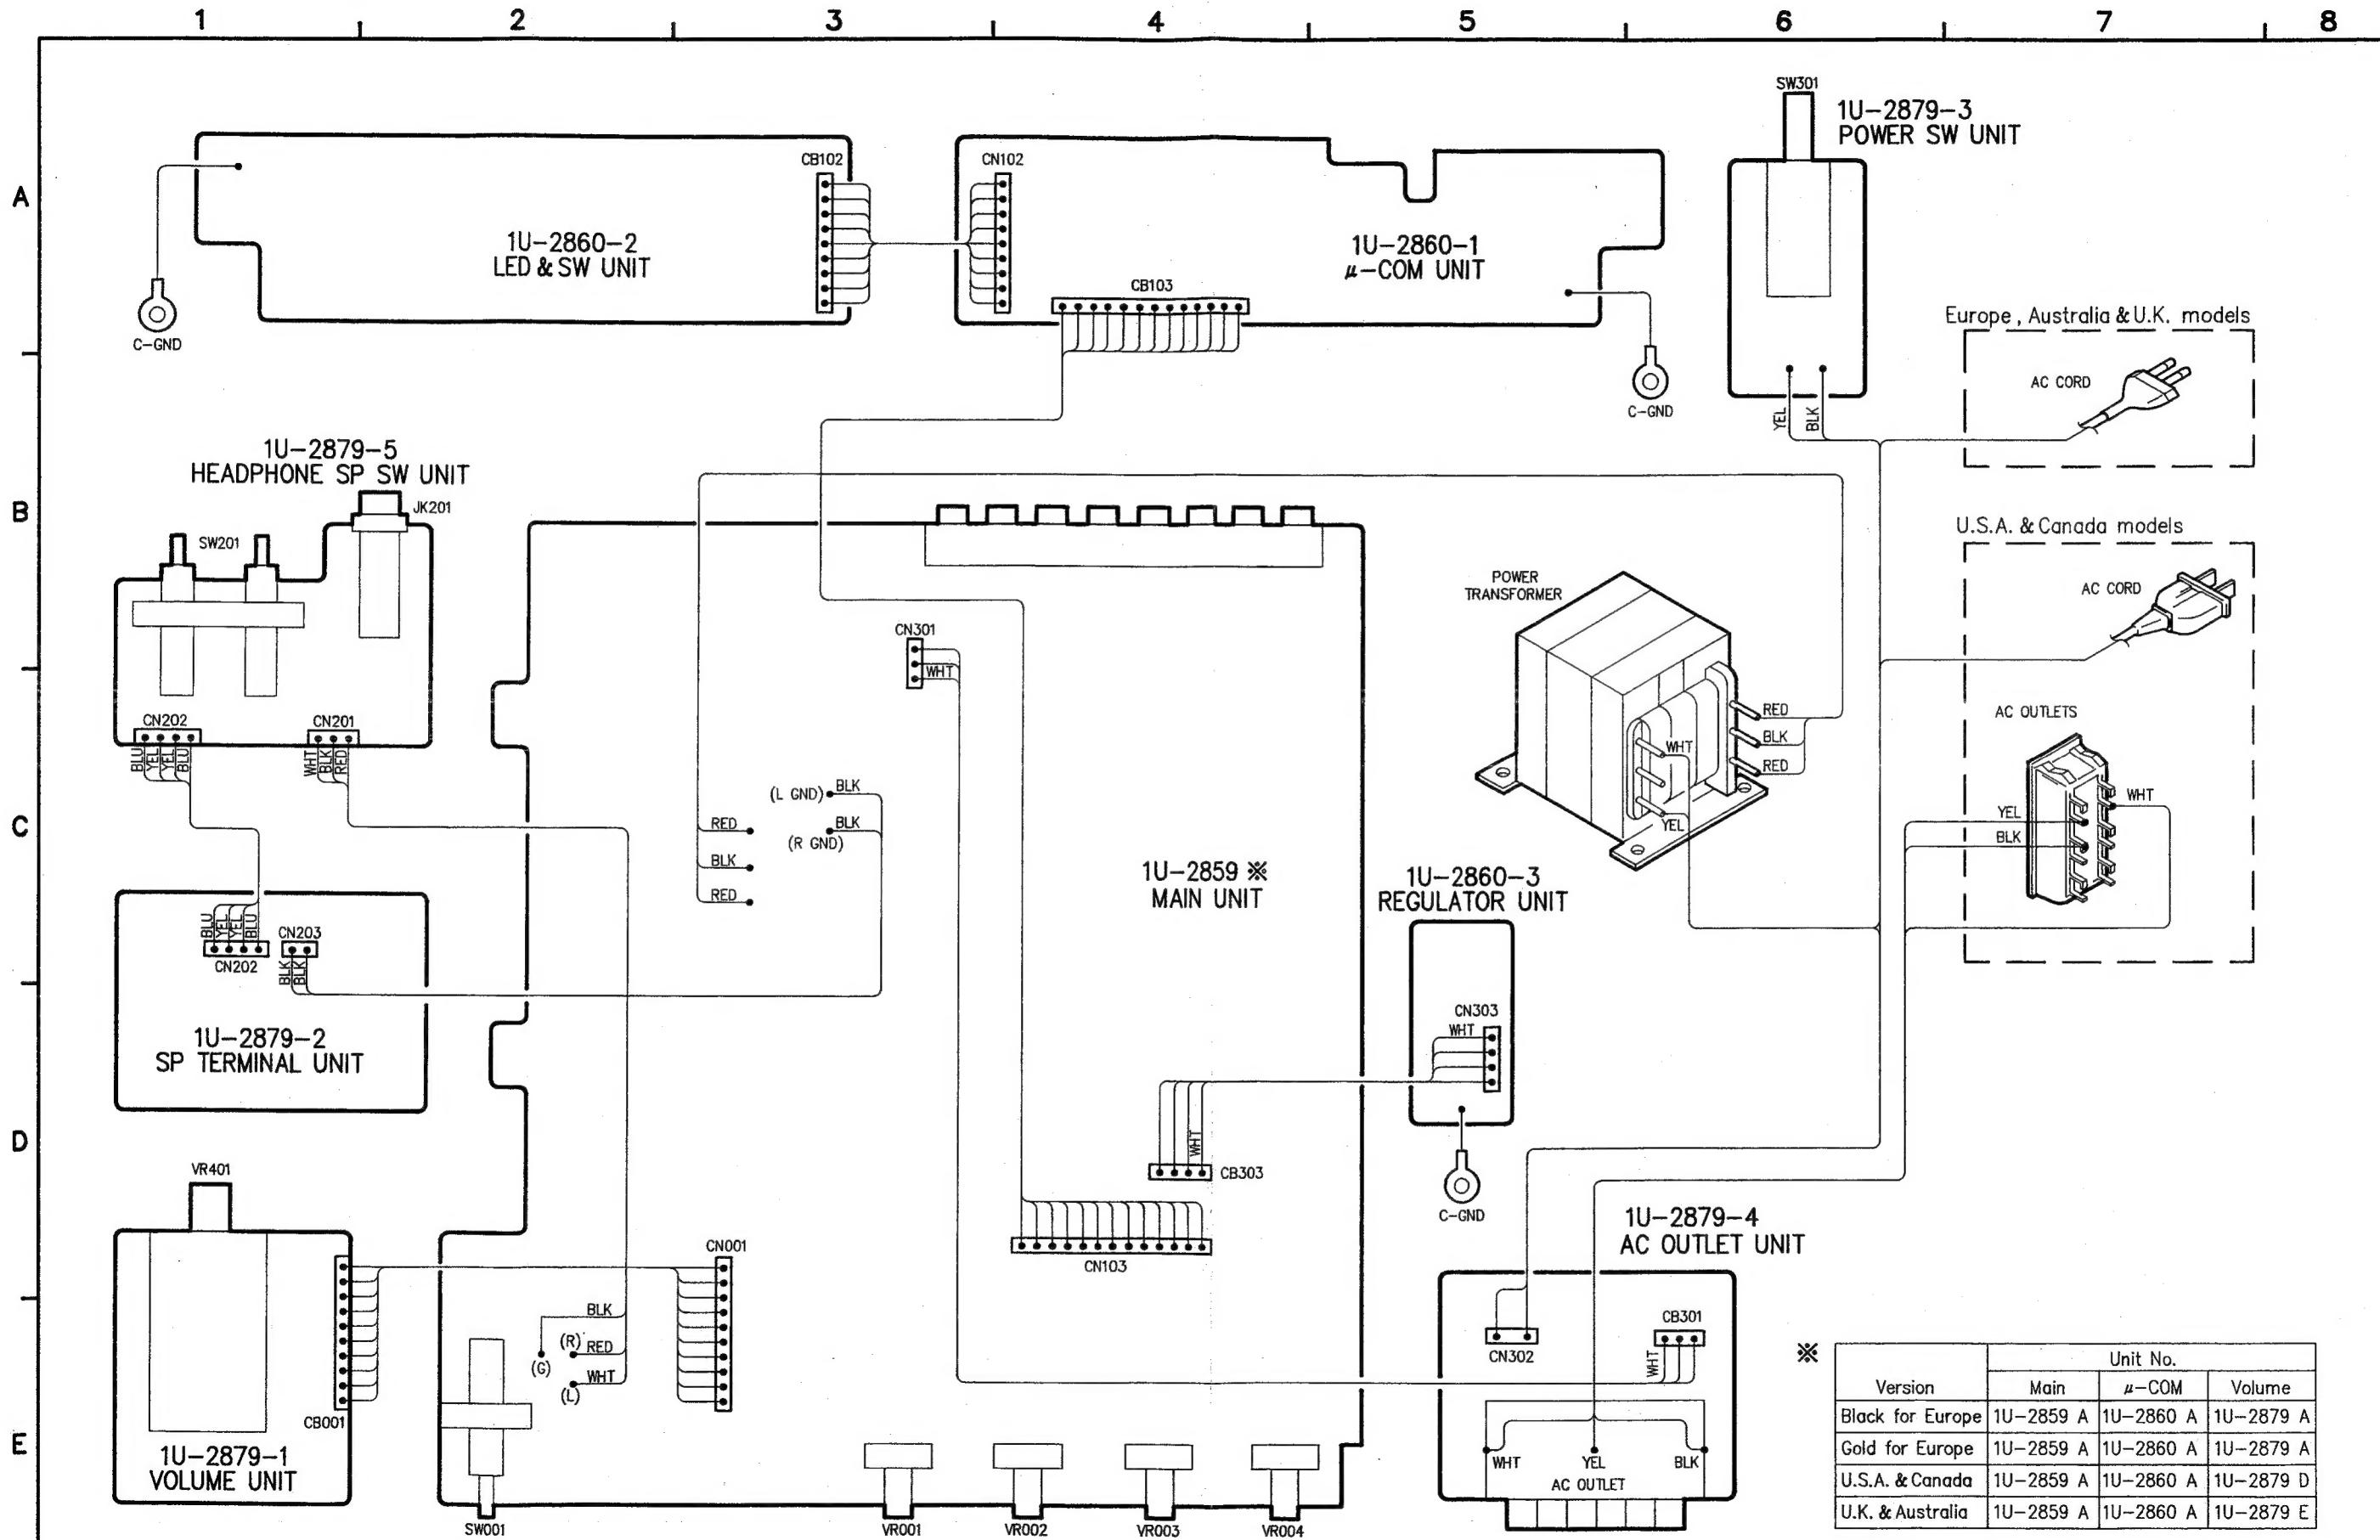 1 2 3 4 5 6 7 8
SW301
1U-2879-3
POWER SW UNIT
A
CB102
CN102
1U-2860-2
LED & SW UNIT
1U-2860-1
μ-COM UNIT
CB103
C-GND
C-GND
YEL
BLK
Europe, Australia & U.K. models
AC CORD
1U-2879-5
HEADPHONE SP SW UNIT
JK201
SW201
B
U.S.A. & Canada models
AC CORD
POWER
TRANSFORMER
CN301
WHT
CN202
CN201
BLU
YEL
YEL
BLU
WHT
BLK
RED
AC OUTLETS
RED
BLK
RED
WHT
YEL
WHT
YEL
BLK
C
(L GND)
BLK
BLK
(R GND)
RED
BLK
RED
1U-2859 ※
MAIN UNIT
1U-2860-3
REGULATOR UNIT
BLU
YEL
YEL
BLU
CN203
CN202
BLK
BLK
1U-2879-2
SP TERMINAL UNIT
CN303
WHT
D
WHT
CB303
C-GND
VR401
CN103
1U-2879-4
AC OUTLET UNIT
CN001
BLK
(R)
RED
(G)
WHT
(L)
CB001
CB301
CN302
WHT
E
1U-2879-1
VOLUME UNIT
WHT
YEL
BLK
AC OUTLET
SW001
VR001
VR002
VR003
VR004
※
Unit No.
Version Main μ-COM Volume
Black for Europe 1U-2859 A 1U-2860 A 1U-2879 A
Gold for Europe 1U-2859 A 1U-2860 A 1U-2879 A
U.S.A. & Canada 1U-2859 A 1U-2860 A 1U-2879 D
U.K. & Australia 1U-2859 A 1U-2860 A 1U-2879 E